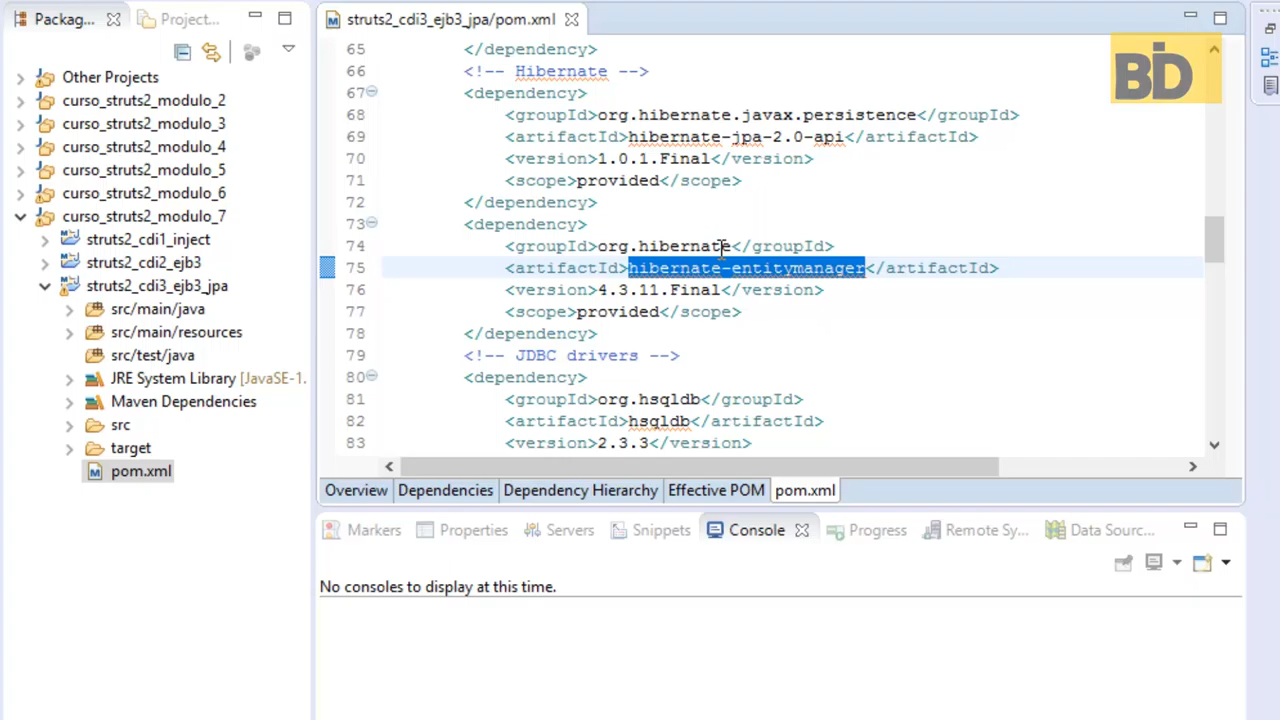 Packag...
Project...
Other Projects
curso_struts2_modulo_2
curso_struts2_modulo_3
curso_struts2_modulo_4
curso_struts2_modulo_5
curso_struts2_modulo_6
curso_struts2_modulo_7
struts2_cdi1_inject
struts2_cdi2_ejb3
struts2_cdi3_ejb3_jpa
src/main/java
src/main/resources
src/test/java
JRE System Library [JavaSE-1.
Maven Dependencies
src
target
pom.xml
struts2_cdi3_ejb3_jpa/pom.xml
BiD
65 </dependency>
66 <!-- Hibernate -->
67 <dependency>
68 <groupId>org.hibernate.javax.persistence</groupId>
69 <artifactId>hibernate-jpa-2.0-api</artifactId>
70 <version>1.0.1.Final</version>
71 <scope>provided</scope>
72 </dependency>
73 <dependency>
74 <groupId>org.hibernate</groupId>
75 <artifactId>hibernate-entitymanager</artifactId>
76 <version>4.3.11.Final</version>
77 <scope>provided</scope>
78 </dependency>
79 <!-- JDBC drivers -->
80 <dependency>
81 <groupId>org.hsqldb</groupId>
82 <artifactId>hsqldb</artifactId>
83 <version>2.3.3</version>
Overview Dependencies Dependency Hierarchy Effective POM pom.xml
Markers Properties Servers Snippets Console Progress Remote Sy... Data Sourc...
No consoles to display at this time.